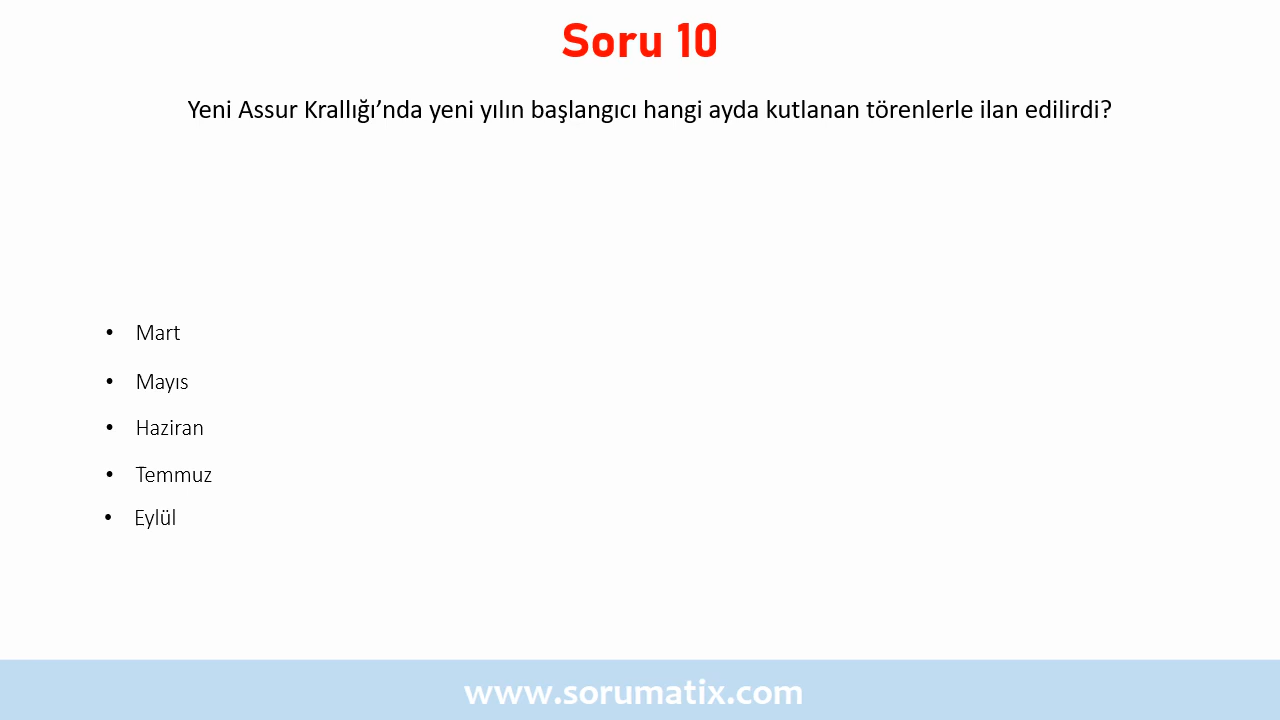 Soru 10
Yeni Assur Krallığı’nda yeni yılın başlangıcı hangi ayda kutlanan törenlerle ilan edilirdi?
• Mart
• Mayıs
• Haziran
• Temmuz
• Eylül
www.sorumatix.com